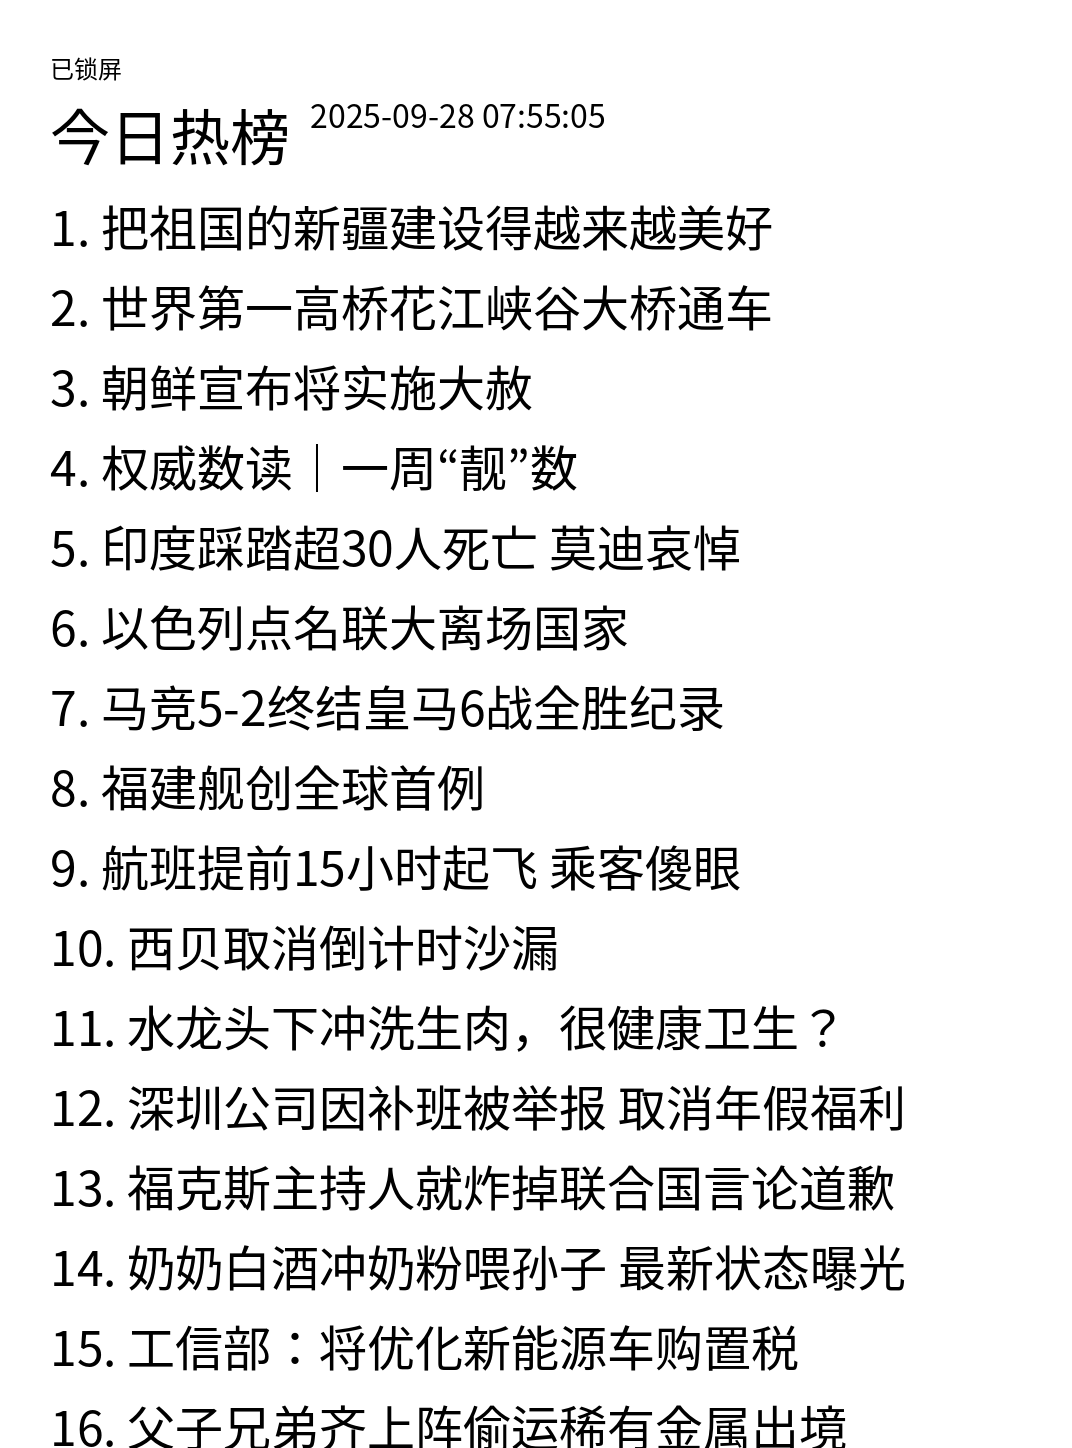 已锁屏
今日热榜 2025-09-28 07:55:05
1. 把祖国的新疆建设得越来越美好
2. 世界第一高桥花江峡谷大桥通车
3. 朝鲜宣布将实施大赦
4. 权威数读｜一周“靓”数
5. 印度踩踏超30人死亡 莫迪哀悼
6. 以色列点名联大离场国家
7. 马竞5-2终结皇马6战全胜纪录
8. 福建舰创全球首例
9. 航班提前15小时起飞 乘客傻眼
10. 西贝取消倒计时沙漏
11. 水龙头下冲洗生肉，很健康卫生？
12. 深圳公司因补班被举报 取消年假福利
13. 福克斯主持人就炸掉联合国言论道歉
14. 奶奶白酒冲奶粉喂孙子 最新状态曝光
15. 工信部：将优化新能源车购置税
16. 父子兄弟齐上阵偷运稀有金属出境